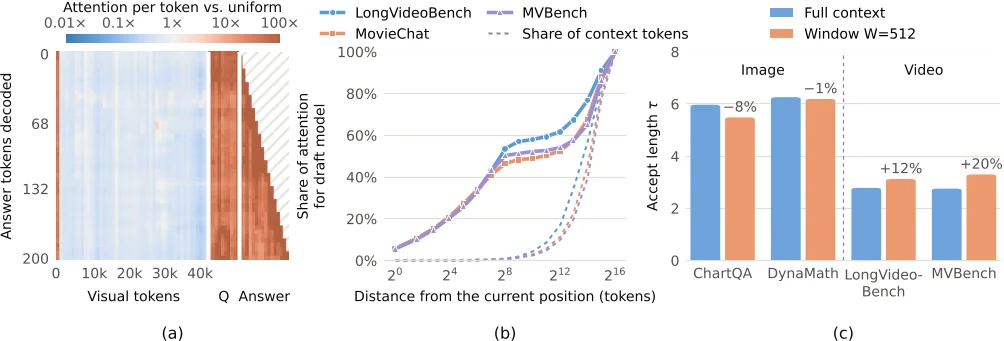 Attention per token vs. uniform
0.01× 0.1× 1× 10× 100×
Answer tokens decoded
0
68
132
200
0 10k 20k 30k 40k
Visual tokens Q Answer
(a)
LongVideoBench
MovieChat
MVBench
Share of context tokens
Share of attention
for draft model
100%
80%
60%
40%
20%
0%
2^0 2^4 2^8 2^12 2^16
Distance from the current position (tokens)
(b)
Full context
Window W=512
Accept length τ
8
6
4
2
0
Image
Video
−8%
−1%
+12%
+20%
ChartQA DynaMath LongVideo-
Bench
MVBench
(c)